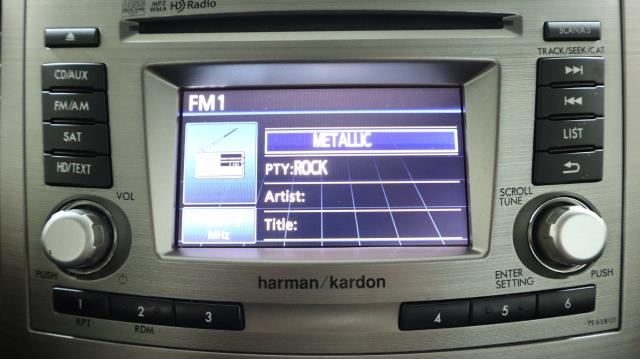 MP3
WMA
HD Radio
SCAN/AS
TRACK/SEEK/CAT
CD/AUX
FM/AM
SAT
HD/TEXT
LIST
FM1
METALLIC
PTY:ROCK
Artist:
Title:
MHz
VOL
PUSH
SCROLL
TUNE
ENTER
SETTING
PUSH
harman/kardon
1
2
3
4
5
6
RPT
RDM